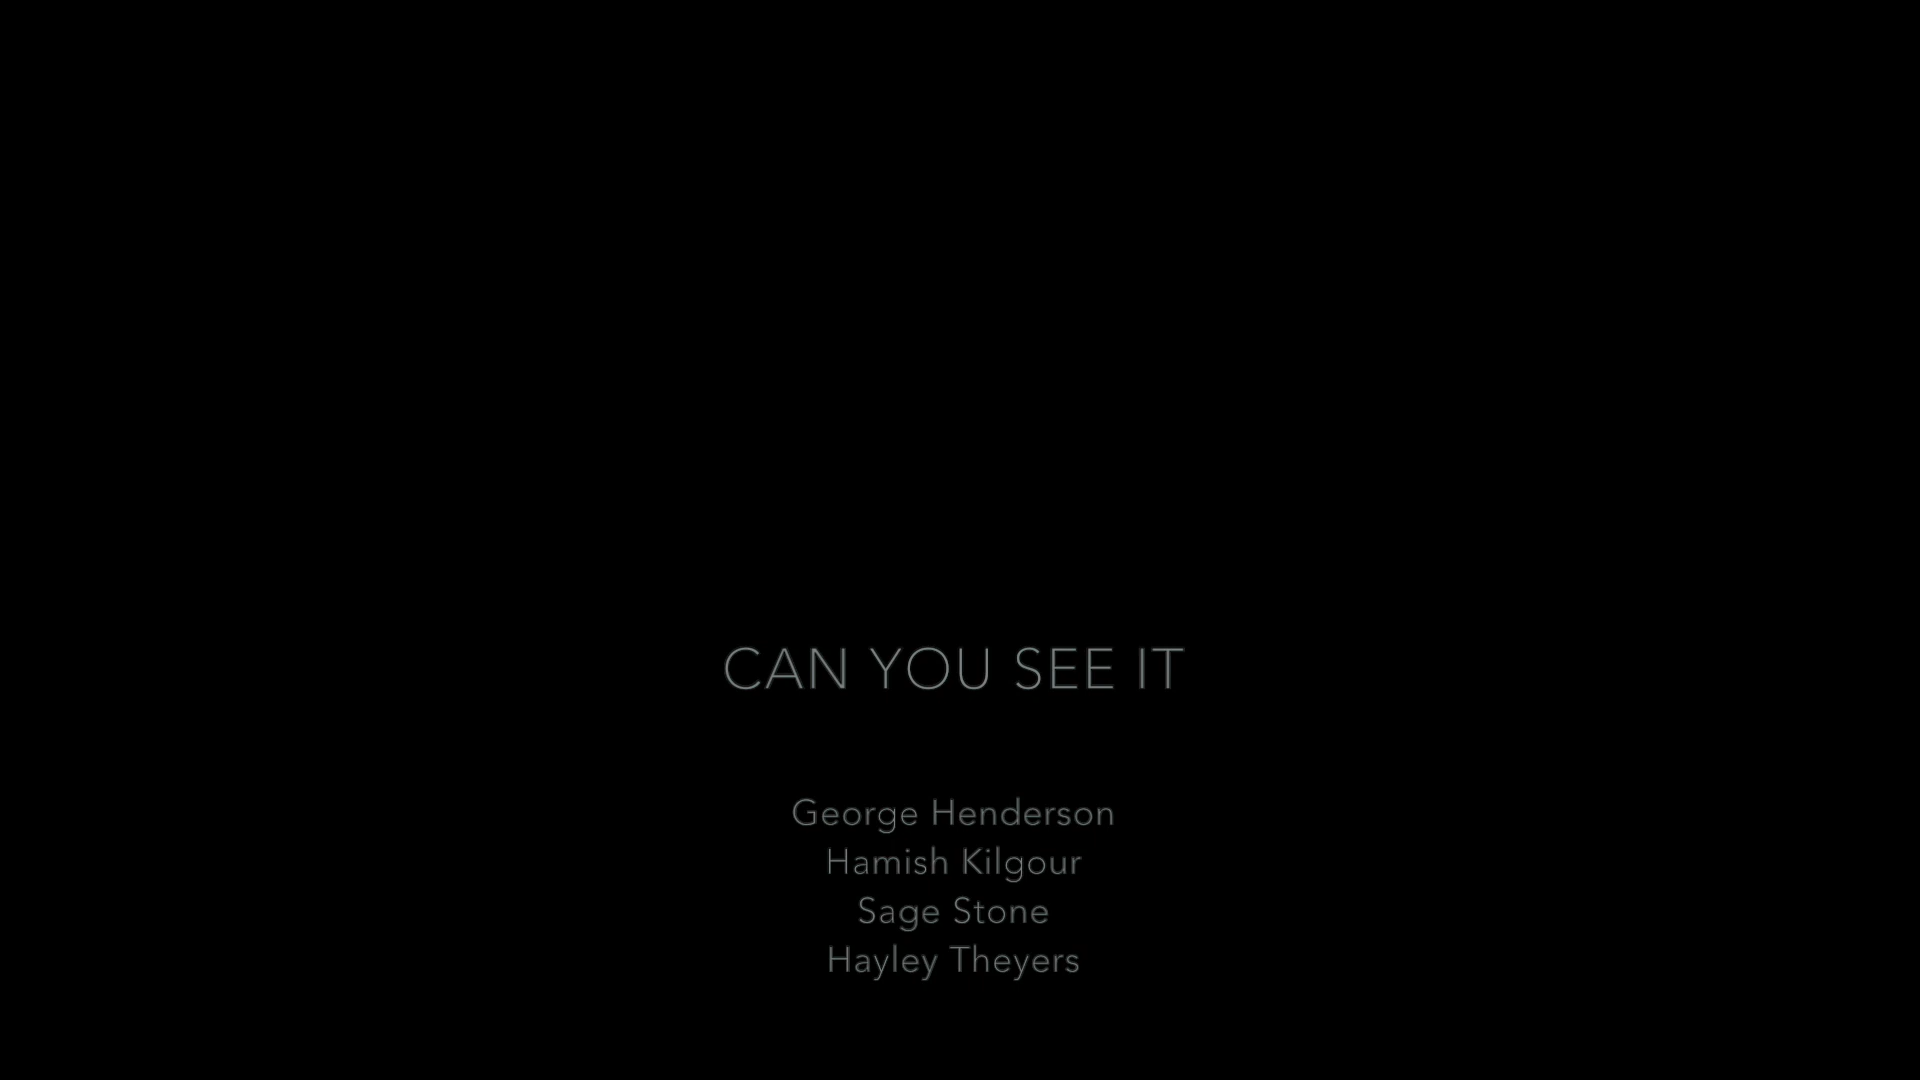 CAN YOU SEE IT
George Henderson
Hamish Kilgour
Sage Stone
Hayley Theyers